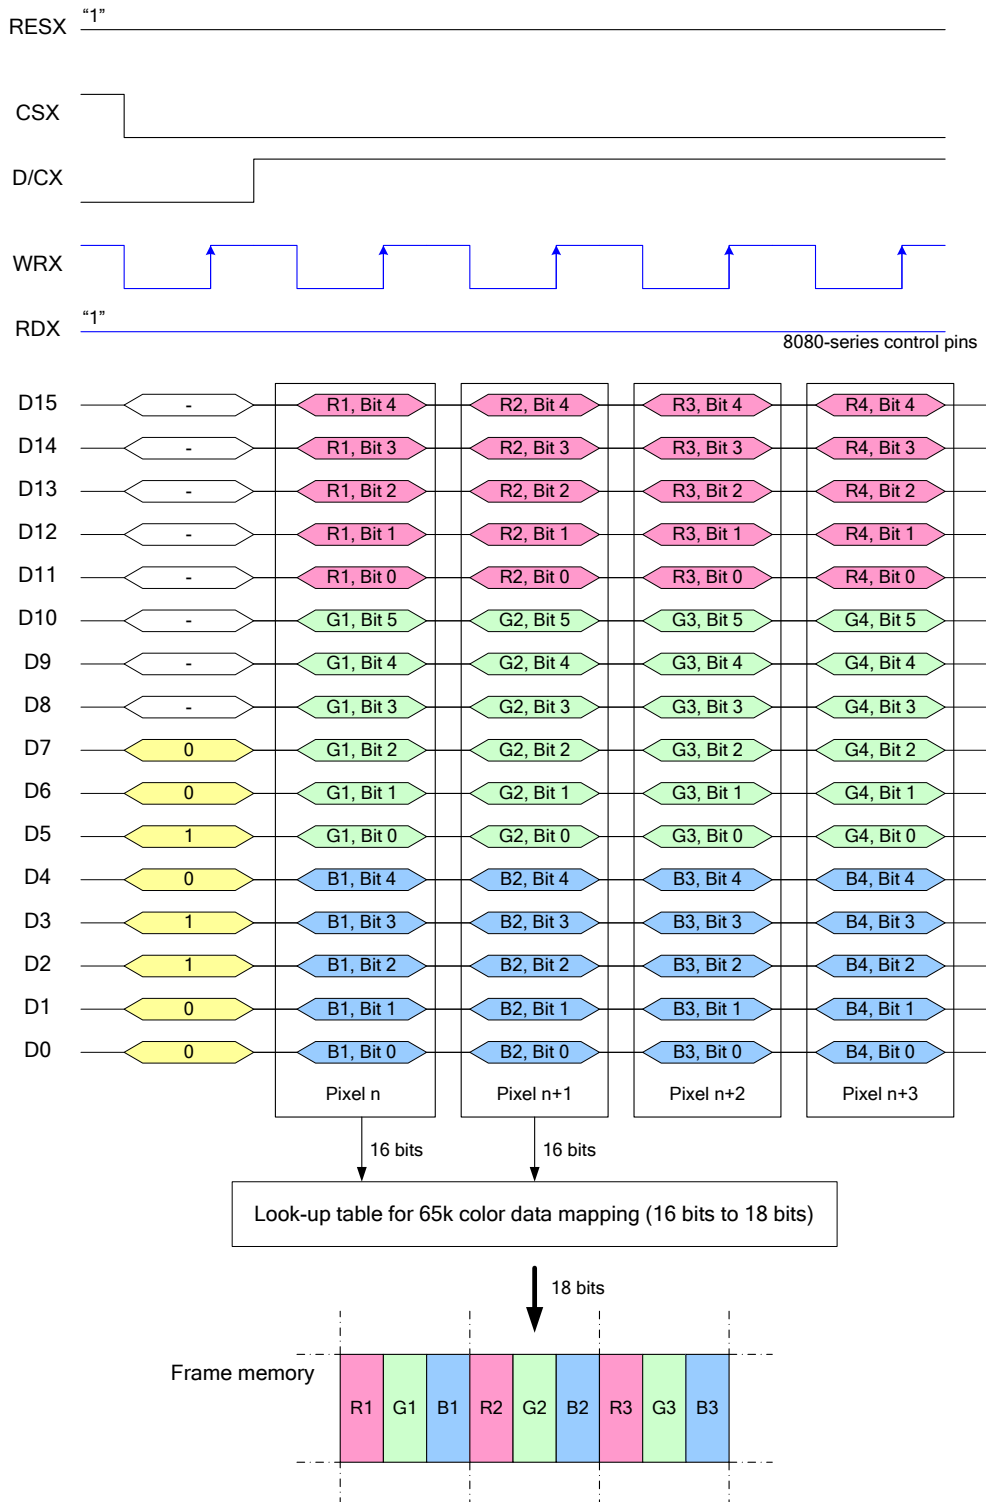 RESX “1”
CSX
D/CX
WRX
RDX “1”
8080-series control pins
D15 - R1, Bit 4 R2, Bit 4 R3, Bit 4 R4, Bit 4
D14 - R1, Bit 3 R2, Bit 3 R3, Bit 3 R4, Bit 3
D13 - R1, Bit 2 R2, Bit 2 R3, Bit 2 R4, Bit 2
D12 - R1, Bit 1 R2, Bit 1 R3, Bit 1 R4, Bit 1
D11 - R1, Bit 0 R2, Bit 0 R3, Bit 0 R4, Bit 0
D10 - G1, Bit 5 G2, Bit 5 G3, Bit 5 G4, Bit 5
D9 - G1, Bit 4 G2, Bit 4 G3, Bit 4 G4, Bit 4
D8 - G1, Bit 3 G2, Bit 3 G3, Bit 3 G4, Bit 3
D7 0 G1, Bit 2 G2, Bit 2 G3, Bit 2 G4, Bit 2
D6 0 G1, Bit 1 G2, Bit 1 G3, Bit 1 G4, Bit 1
D5 1 G1, Bit 0 G2, Bit 0 G3, Bit 0 G4, Bit 0
D4 0 B1, Bit 4 B2, Bit 4 B3, Bit 4 B4, Bit 4
D3 1 B1, Bit 3 B2, Bit 3 B3, Bit 3 B4, Bit 3
D2 1 B1, Bit 2 B2, Bit 2 B3, Bit 2 B4, Bit 2
D1 0 B1, Bit 1 B2, Bit 1 B3, Bit 1 B4, Bit 1
D0 0 B1, Bit 0 B2, Bit 0 B3, Bit 0 B4, Bit 0
Pixel n Pixel n+1 Pixel n+2 Pixel n+3
16 bits 16 bits
Look-up table for 65k color data mapping (16 bits to 18 bits)
18 bits
Frame memory
R1 G1 B1 R2 G2 B2 R3 G3 B3